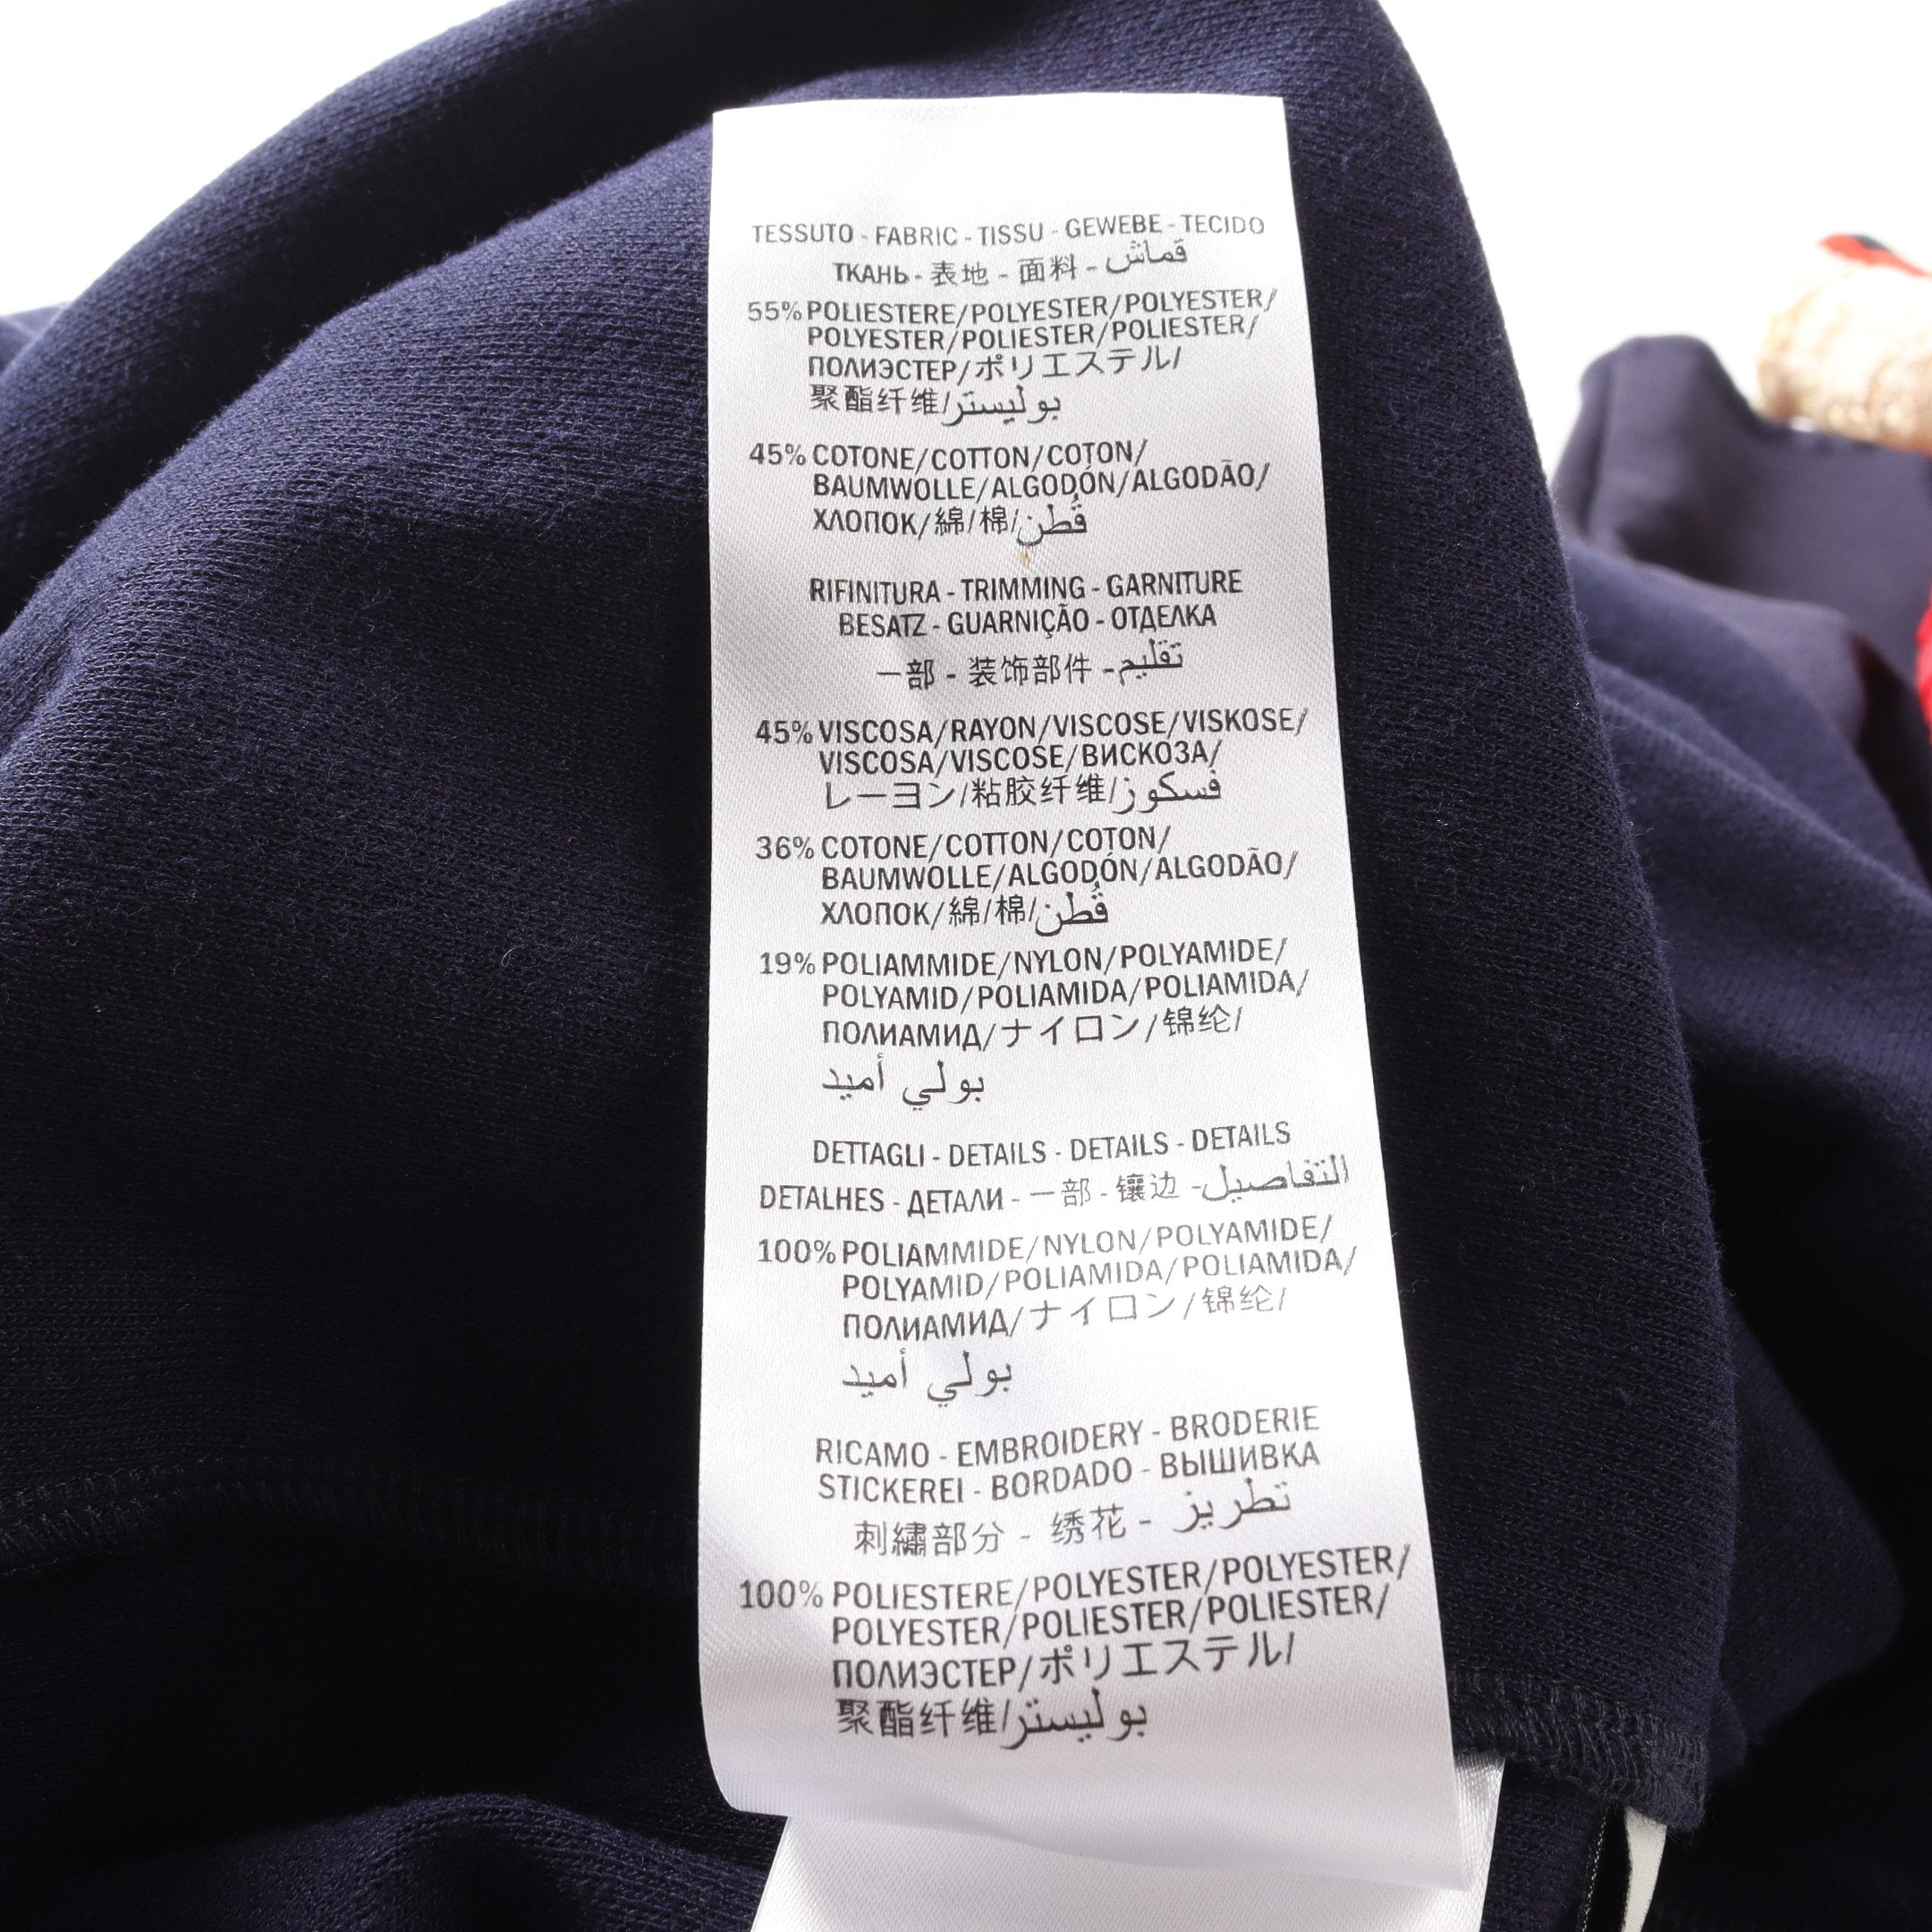 TESSUTO - FABRIC - TISSU - GEWEBE - TECIDO
ТКАНЬ - 表地 - 面料 - قماش
55% POLIESTERE/POLYESTER/POLYESTER/
POLYESTER/POLIESTER/POLIESTER/
ПОЛИЭСТЕР/ポリエステル/
聚酯纤维/بوليستر
45% COTONE/COTTON/COTON/
BAUMWOLLE/ALGODÓN/ALGODÃO/
ХЛОПОК/綿/棉/قُطن
RIFINITURA - TRIMMING - GARNITURE
BESATZ - GUARNIÇÃO - ОТДЕЛКА
一部 - 装饰部件 - تقليم
45% VISCOSA/RAYON/VISCOSE/VISKOSE/
VISCOSA/VISCOSE/ВИСКОЗА/
レーヨン/粘胶纤维/فسكوز
36% COTONE/COTTON/COTON/
BAUMWOLLE/ALGODÓN/ALGODÃO/
ХЛОПОК/綿/棉/قُطن
19% POLIAMMIDE/NYLON/POLYAMIDE/
POLYAMID/POLIAMIDA/POLIAMIDA/
ПОЛИАМИД/ナイロン/锦纶/
بولي أميد
DETTAGLI - DETAILS - DETAILS - DETAILS
DETALHES - ДЕТАЛИ - 一部 - 镶边 - التفاصيل
100% POLIAMMIDE/NYLON/POLYAMIDE/
POLYAMID/POLIAMIDA/POLIAMIDA/
ПОЛИАМИД/ナイロン/锦纶/
بولي أميد
RICAMO - EMBROIDERY - BRODERIE
STICKEREI - BORDADO - ВЫШИВКА
刺繍部分 - 绣花 - تطريز
100% POLIESTERE/POLYESTER/POLYESTER/
POLYESTER/POLIESTER/POLIESTER/
ПОЛИЭСТЕР/ポリエステル/
聚酯纤维/بوليستر